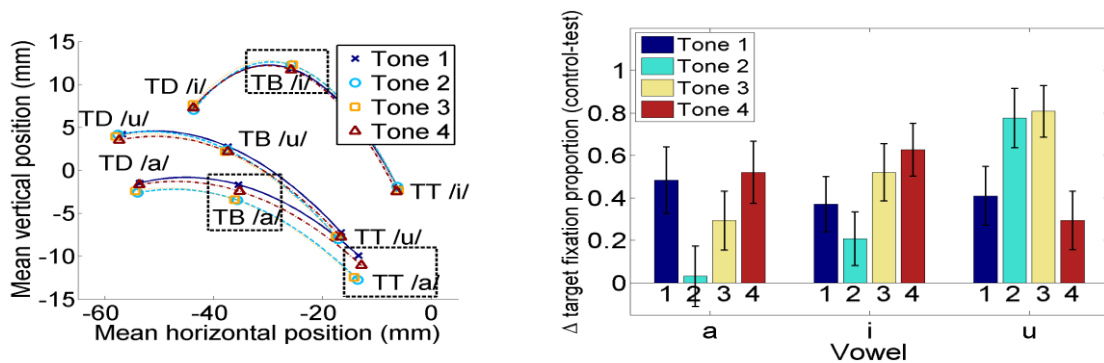 Mean vertical position (mm)
15
10
5
0
-5
-10
-15
-60
-40
-20
0
Mean horizontal position (mm)
TD /i/
TB /i/
TT /i/
TD /u/
TB /u/
TT /u/
TD /a/
TB /a/
TT /a/
Tone 1
Tone 2
Tone 3
Tone 4
Δ target fixation proportion (control-test)
1
0.8
0.6
0.4
0.2
0
Tone 1
Tone 2
Tone 3
Tone 4
1 2 3 4 1 2 3 4 1 2 3 4
a i u
Vowel